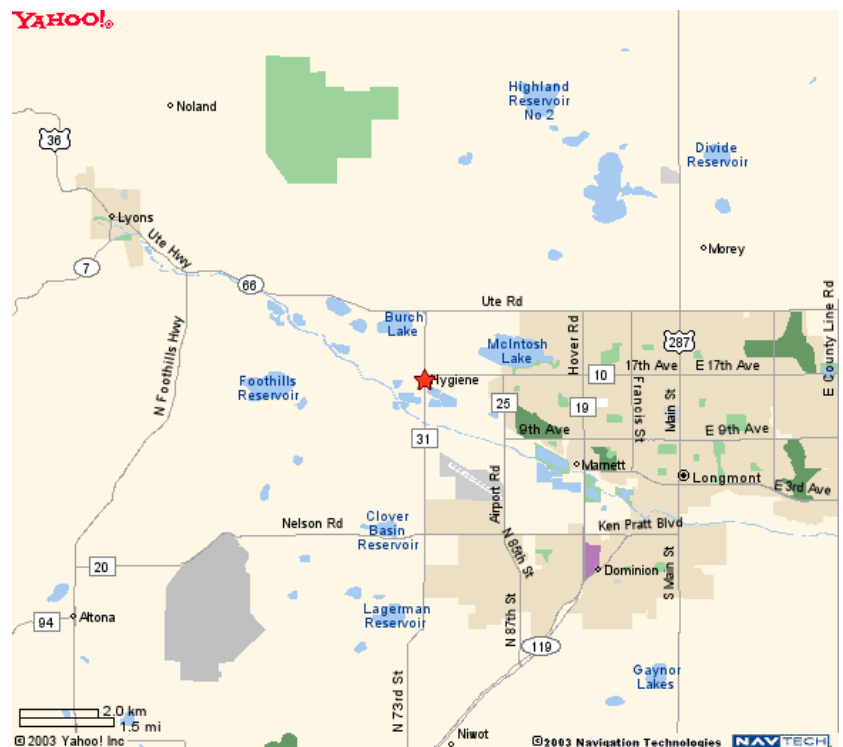 YAHOO!®
Highland
Reservoir
No 2
Noland
36
Divide
Reservoir
Lyons
Ute Hwy
Morey
7
66
Ute Rd
E County Line Rd
N Foothills Hwy
Burch
Lake
McIntosh
Lake
Hover Rd
287
17th Ave
E 17th Ave
Hygiene
10
Foothills
Reservoir
25
19
Francis St
Main St
9th Ave
E 9th Ave
31
Marnett
Longmont
Airport Rd
E 3rd Ave
Clover
Basin
Reservoir
Nelson Rd
Ken Pratt Blvd
N 85th St
20
Dominion
S Main St
Altona
94
Lagerman
Reservoir
N 87th St
119
Gaynor
Lakes
N 73rd St
2.0 km
1.5 mi
Niwot
©2003 Yahoo! Inc
©2003 Navigation Technologies
NAVTECH